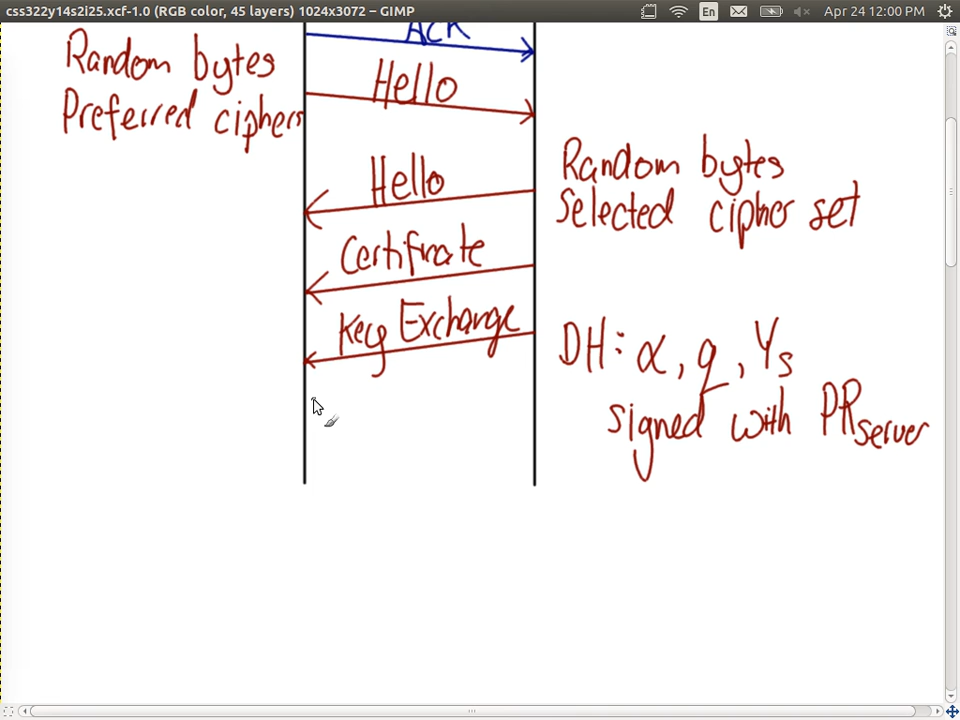 css322y14s2i25.xcf-1.0 (RGB color, 45 layers) 1024x3072 – GIMP
En
Apr 24 12:00 PM
ACK
Random bytes
Preferred ciphers
Hello
Hello
Random bytes
Selected cipher set
Certificate
Key Exchange
DH: α, q, Ys
signed with PRserver